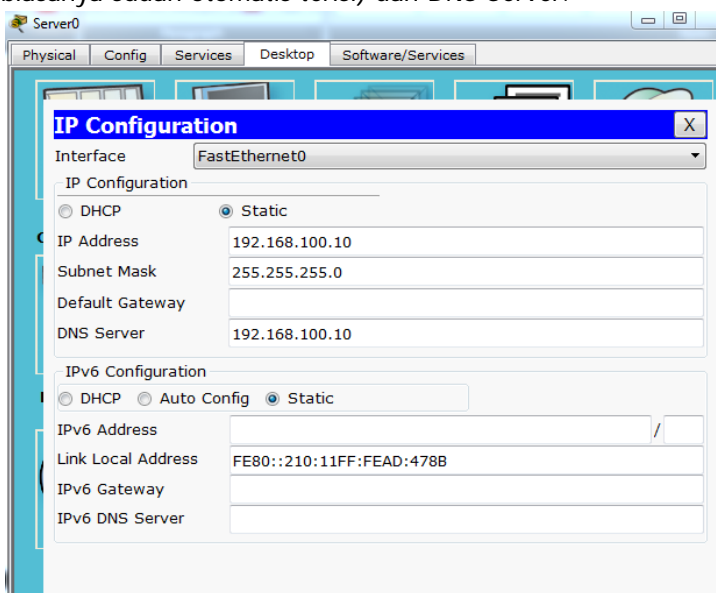 Server0
Physical Config Services Desktop Software/Services
IP Configuration X
Interface FastEthernet0
IP Configuration
DHCP Static
IP Address 192.168.100.10
Subnet Mask 255.255.255.0
Default Gateway
DNS Server 192.168.100.10
IPv6 Configuration
DHCP Auto Config Static
IPv6 Address /
Link Local Address FE80::210:11FF:FEAD:478B
IPv6 Gateway
IPv6 DNS Server